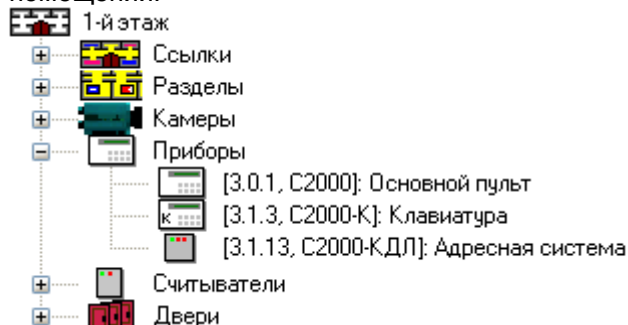 1-й этаж
Ссылки
Разделы
Камеры
Приборы
[3.0.1, С2000]: Основной пульт
К [3.1.3, С2000-К]: Клавиатура
[3.1.13, С2000-КДЛ]: Адресная система
Считыватели
Двери